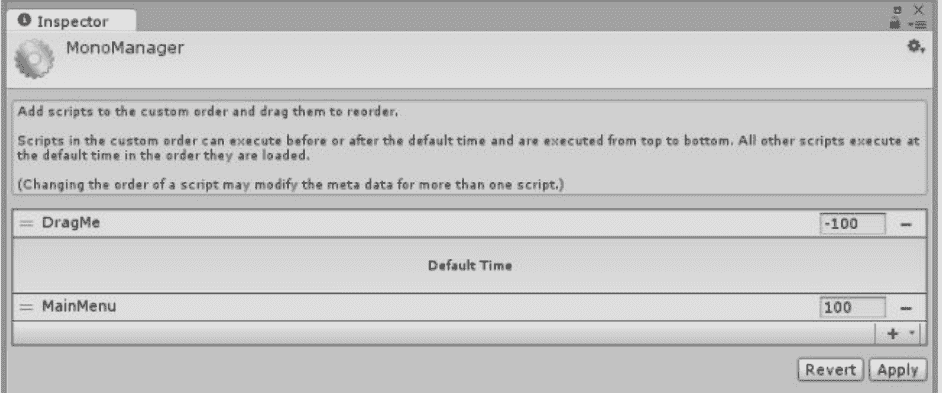 Inspector
MonoManager
Add scripts to the custom order and drag them to reorder.
Scripts in the custom order can execute before or after the default time and are executed from top to bottom. All other scripts execute at
the default time in the order they are loaded.
(Changing the order of a script may modify the meta data for more than one script.)
DragMe -100
Default Time
MainMenu 100
Revert Apply